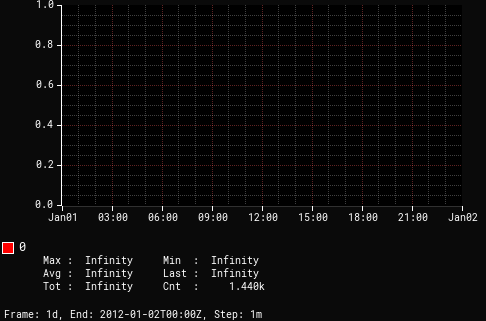 1.0
0.8
0.6
0.4
0.2
0.0
Jan01 03:00 06:00 09:00 12:00 15:00 18:00 21:00 Jan02
0
Max : Infinity Min : Infinity
Avg : Infinity Last : Infinity
Tot : Infinity Cnt : 1.440k
Frame: 1d, End: 2012-01-02T00:00Z, Step: 1m